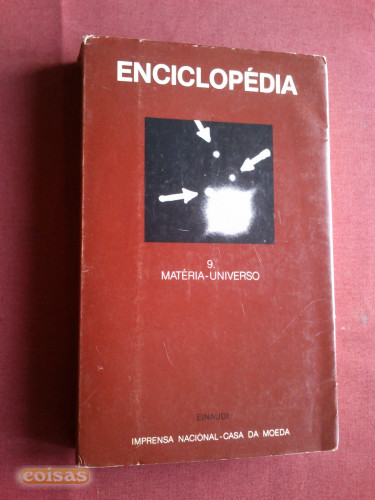 ENCICLOPÉDIA
9.
MATÉRIA-UNIVERSO
EINAUDI
IMPRENSA NACIONAL-CASA DA MOEDA
coisas